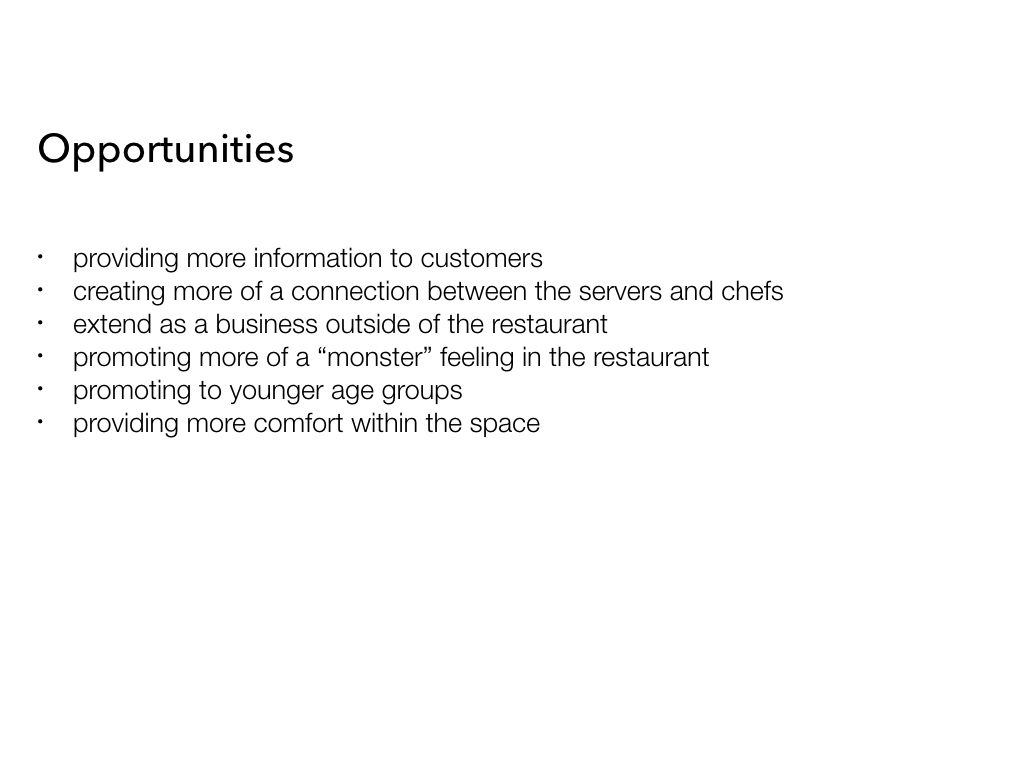 Opportunities
• providing more information to customers
• creating more of a connection between the servers and chefs
• extend as a business outside of the restaurant
• promoting more of a “monster” feeling in the restaurant
• promoting to younger age groups
• providing more comfort within the space